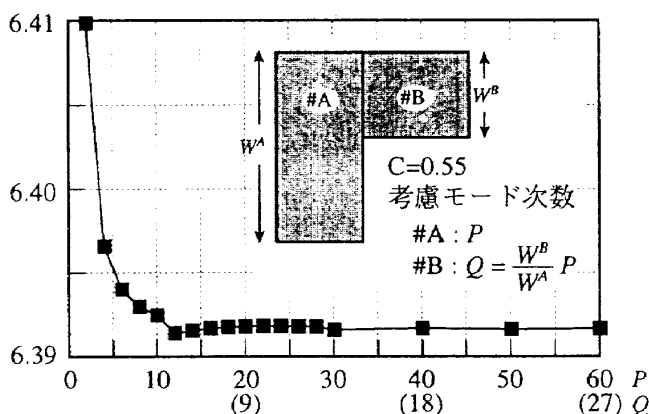 6.41
6.40
6.39
#A
#B
W^A
W^B
C=0.55
考慮モード次数
#A : P
#B : Q = W^B / W^A P
0 10 20 30 40 50 60 P
(9) (18) (27) Q